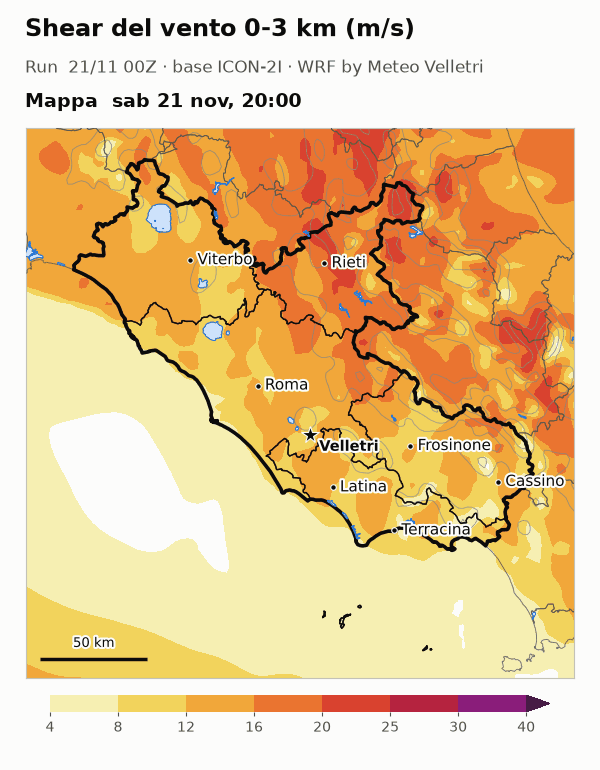 Shear del vento 0-3 km (m/s)
Run  21/11 00Z · base ICON-2I · WRF by Meteo Velletri
Mappa  sab 21 nov, 20:00
Viterbo
Rieti
Roma
Velletri
Frosinone
Latina
Cassino
Terracina
50 km
4 8 12 16 20 25 30 40